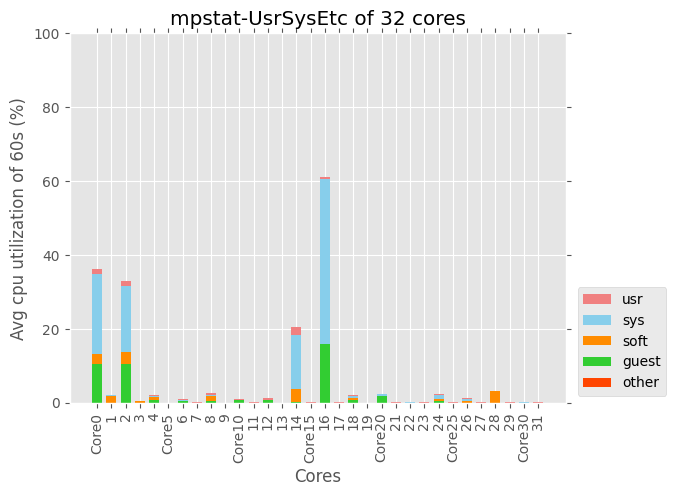 mpstat-UsrSysEtc of 32 cores
Avg cpu utilization of 60s (%)
100
80
60
40
20
0
Core0
1
2
3
4
Core5
6
7
8
9
Core10
11
12
13
14
Core15
16
17
18
19
Core20
21
22
23
24
Core25
26
27
28
29
Core30
31
Cores
usr
sys
soft
guest
other